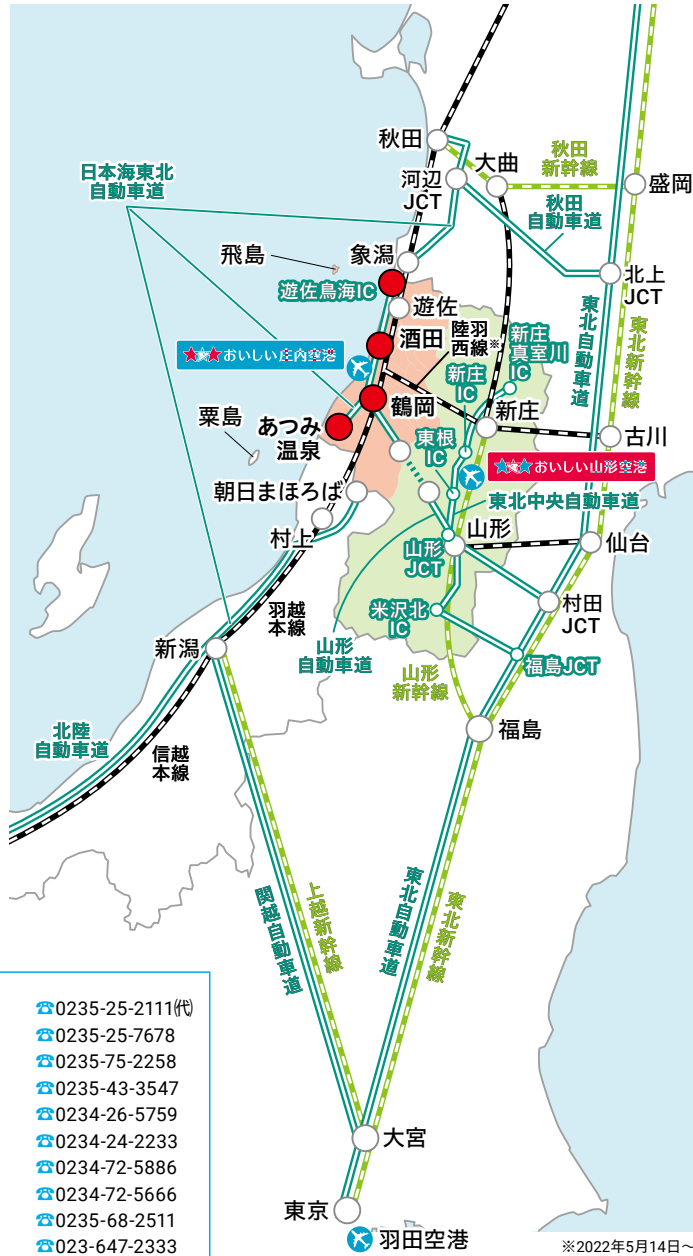 秋田
大曲
秋田
新幹線
盛岡
日本海東北
自動車道
河辺
JCT
秋田
自動車道
飛島
象潟
北上
JCT
遊佐鳥海IC
遊佐
東北自動車道
東北新幹線
酒田
陸羽
西線※
新庄
真室川
IC
おいしい庄内空港
新庄
IC
粟島
あつみ
温泉
鶴岡
新庄
古川
東根
IC
おいしい山形空港
朝日まほろば
東北中央自動車道
村上
山形
山形
JCT
仙台
羽越
本線
米沢北
IC
村田
JCT
新潟
山形
自動車道
山形
新幹線
福島JCT
北陸
自動車道
信越
本線
福島
関越自動車道
上越新幹線
東北自動車道
東北新幹線
☎0235-25-2111㈹
☎0235-25-7678
☎0235-75-2258
☎0235-43-3547
☎0234-26-5759
☎0234-24-2233
☎0234-72-5886
☎0234-72-5666
☎0235-68-2511
☎023-647-2333
大宮
東京
羽田空港
※2022年5月14日～